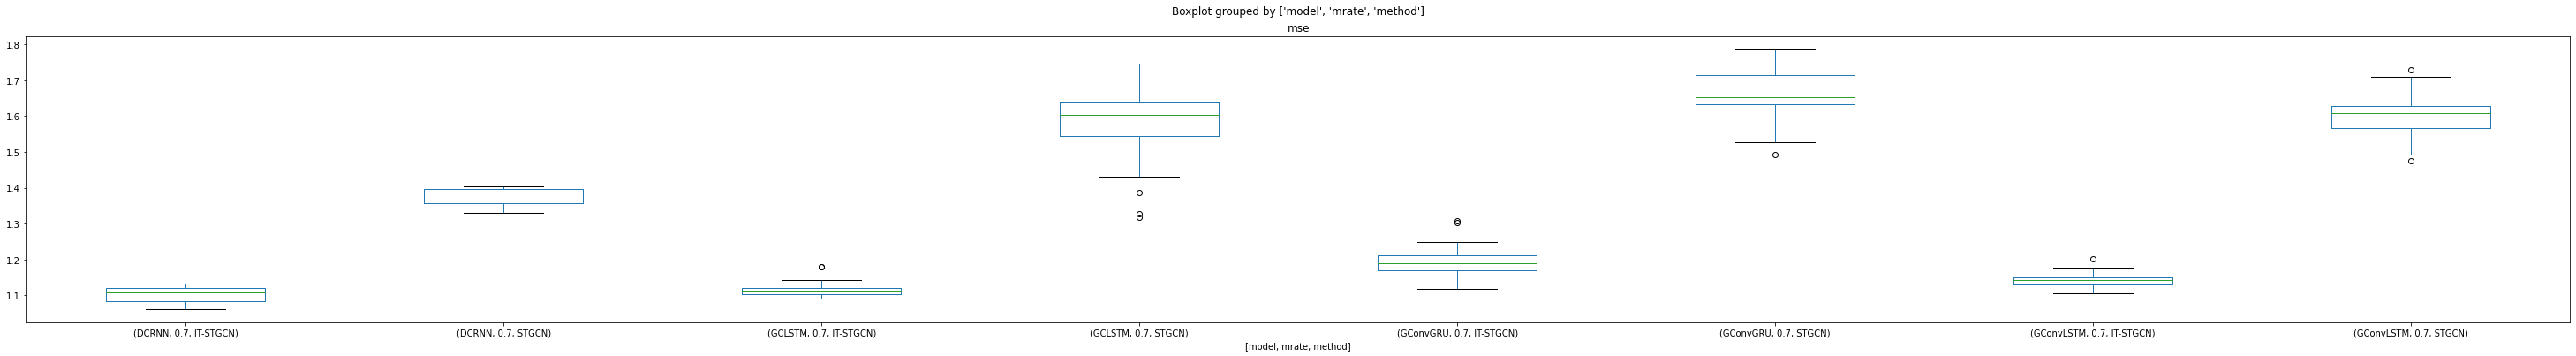 Boxplot grouped by ['model', 'mrate', 'method']
mse
1.8
1.7
1.6
1.5
1.4
1.3
1.2
1.1
(DCRNN, 0.7, IT-STGCN) (DCRNN, 0.7, STGCN) (GCLSTM, 0.7, IT-STGCN) (GCLSTM, 0.7, STGCN) (GConvGRU, 0.7, IT-STGCN) (GConvGRU, 0.7, STGCN) (GConvLSTM, 0.7, IT-STGCN) (GConvLSTM, 0.7, STGCN)
[model, mrate, method]